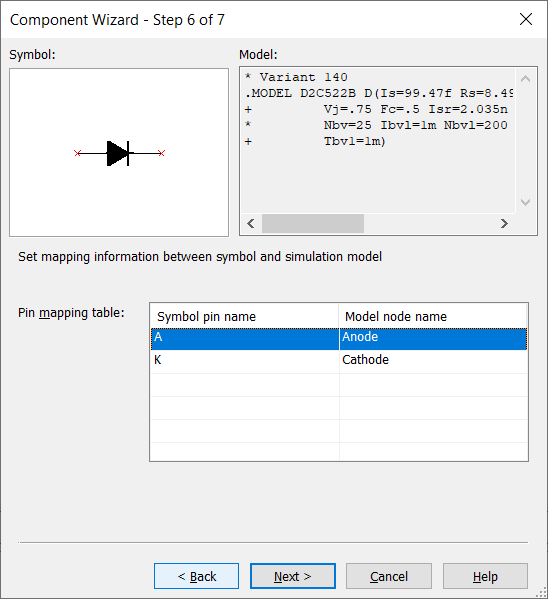 Component Wizard - Step 6 of 7
Symbol:
Model:
* Variant 140
.MODEL D2C522B D(Is=99.47f Rs=8.49
+ Vj=.75 Fc=.5 Isr=2.035n
* Nbv=25 Ibvl=1m Nbvl=200
+ Tbv1=1m)
Set mapping information between symbol and simulation model
Pin mapping table:
Symbol pin name Model node name
A Anode
K Cathode
< Back Next > Cancel Help